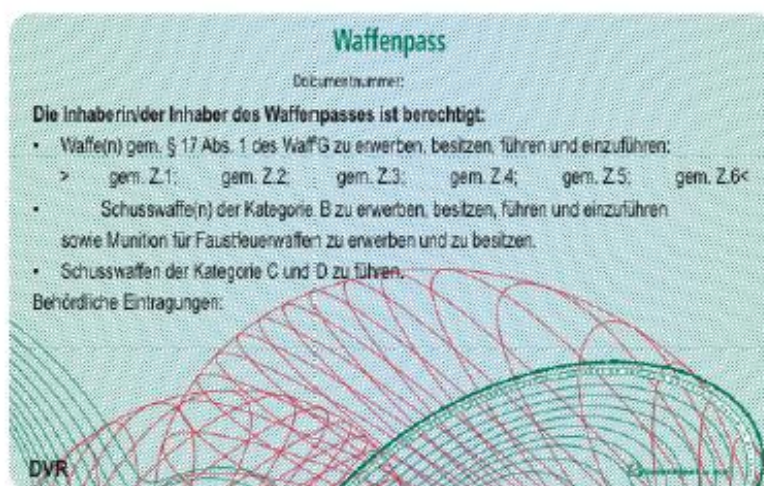 Waffenpass
Dokumentnummer:
Die Inhaberin/der Inhaber des Waffenpasses ist berechtigt:
• Waffe(n) gem. § 17 Abs. 1 des WaffG zu erwerben, besitzen, führen und einzuführen;
> gem. Z.1; gem. Z.2; gem. Z.3; gem. Z.4; gem. Z.5; gem. Z.6<
• Schusswaffe(n) der Kategorie B zu erwerben, besitzen, führen und einzuführen
sowie Munition für Faustfeuerwaffen zu erwerben und zu besitzen.
• Schusswaffen der Kategorie C und D zu führen.
Behördliche Eintragungen:
DVR